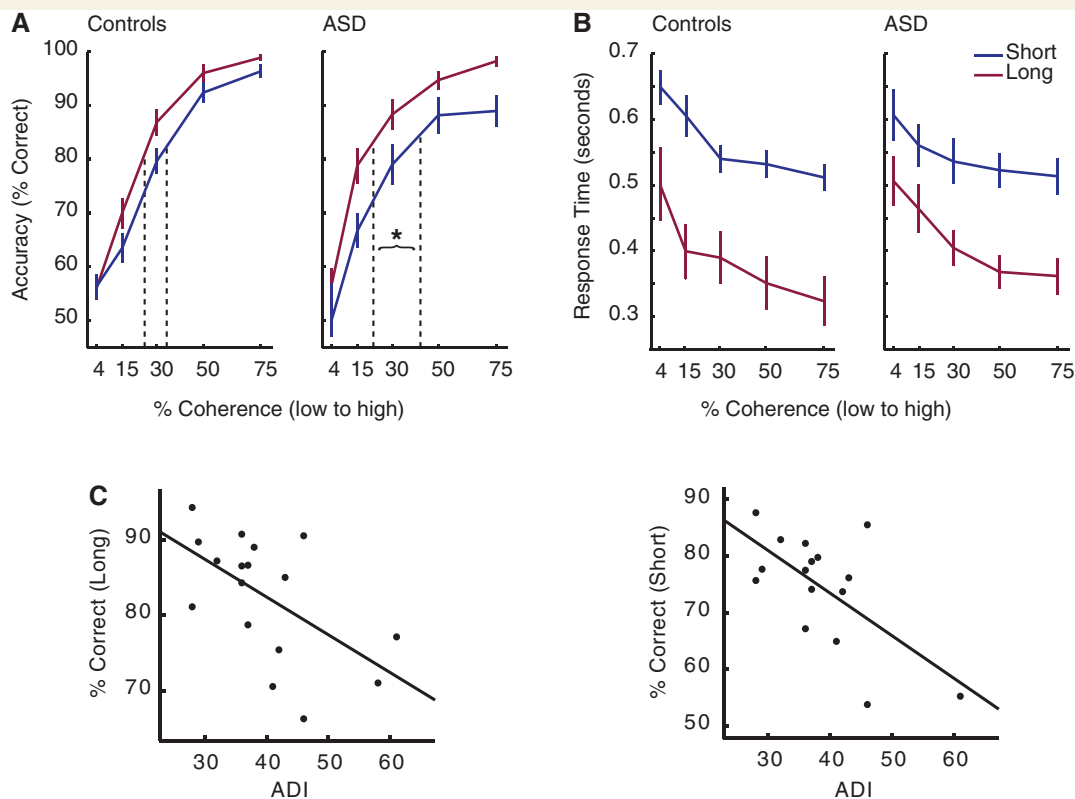 A
Controls
ASD
Accuracy (% Correct)
100
90
80
70
60
50
*
4 15 30 50 75
4 15 30 50 75
% Coherence (low to high)
B
Controls
ASD
Short
Long
Response Time (seconds)
0.7
0.6
0.5
0.4
0.3
4 15 30 50 75
4 15 30 50 75
% Coherence (low to high)
C
% Correct (Long)
90
80
70
30 40 50 60
ADI
% Correct (Short)
90
80
70
60
50
30 40 50 60
ADI